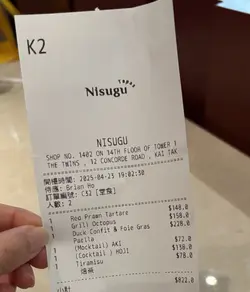 K2
Nisugu
NISUGU
SHOP NO. 1402 ON 14TH FLOOR OF TOWER 1
THE TWINS , 12 CONCORDE ROAD , KAI TAK
開檯時間: 2025-04-23 19:02:38
侍應: Brian Ho
訂單編號: C32 [堂食]
人數: 2
1 Red Prawn Tartare $148.0
1 Grill Octopus $158.0
1 Duck Confit & Foie Gras $228.0
Paella
1 (Mocktail) AKI $72.0
1 (Cocktail ) HOJI $138.0
1 Tiramisu $78.0
$822.0